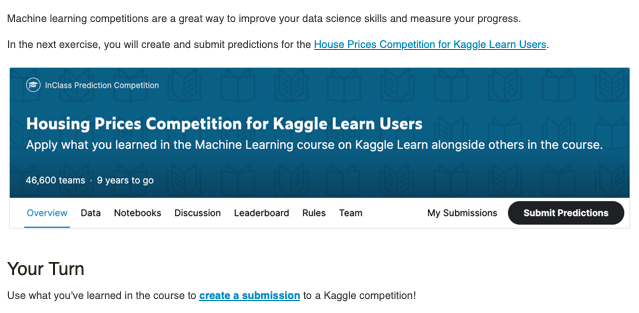 Machine learning competitions are a great way to improve your data science skills and measure your progress.
In the next exercise, you will create and submit predictions for the House Prices Competition for Kaggle Learn Users.
InClass Prediction Competition
Housing Prices Competition for Kaggle Learn Users
Apply what you learned in the Machine Learning course on Kaggle Learn alongside others in the course.
46,600 teams · 9 years to go
Overview Data Notebooks Discussion Leaderboard Rules Team My Submissions Submit Predictions
Your Turn
Use what you've learned in the course to create a submission to a Kaggle competition!